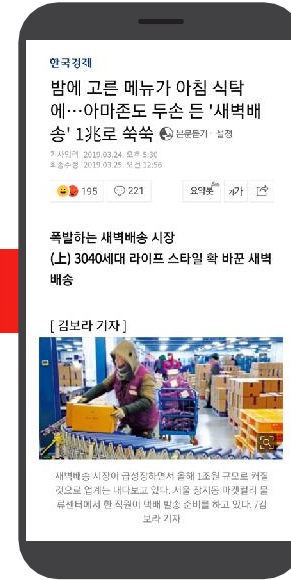 한국경제
밤에 고른 메뉴가 아침 식탁
에…아마존도 두손 든 '새벽배
송' 1兆로 쑥쑥 본문듣기 · 설정
기사입력 2019.03.24. 오후 5:30
최종수정 2019.03.25. 오전 12:56
195 221 요약봇 가가
폭발하는 새벽배송 시장
(上) 3040세대 라이프 스타일 확 바꾼 새벽
배송
[ 김보라 기자 ]
새벽배송 시장이 급성장하면서 올해 1조원 규모로 커질
것으로 업계는 내다보고 있다. 서울 장지동 마켓컬리 물
류센터에서 한 직원이 택배 발송 준비를 하고 있다. /김
보라 기자